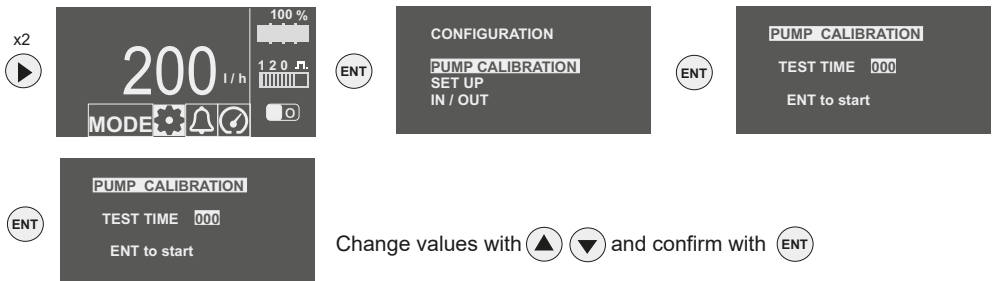 x2
100 %
200 l / h
1 2 0
MODE
O
ENT
CONFIGURATION
PUMP CALIBRATION
SET UP
IN / OUT
ENT
PUMP CALIBRATION
TEST TIME 000
ENT to start
ENT
PUMP CALIBRATION
TEST TIME 000
ENT to start
Change values with and confirm with ENT